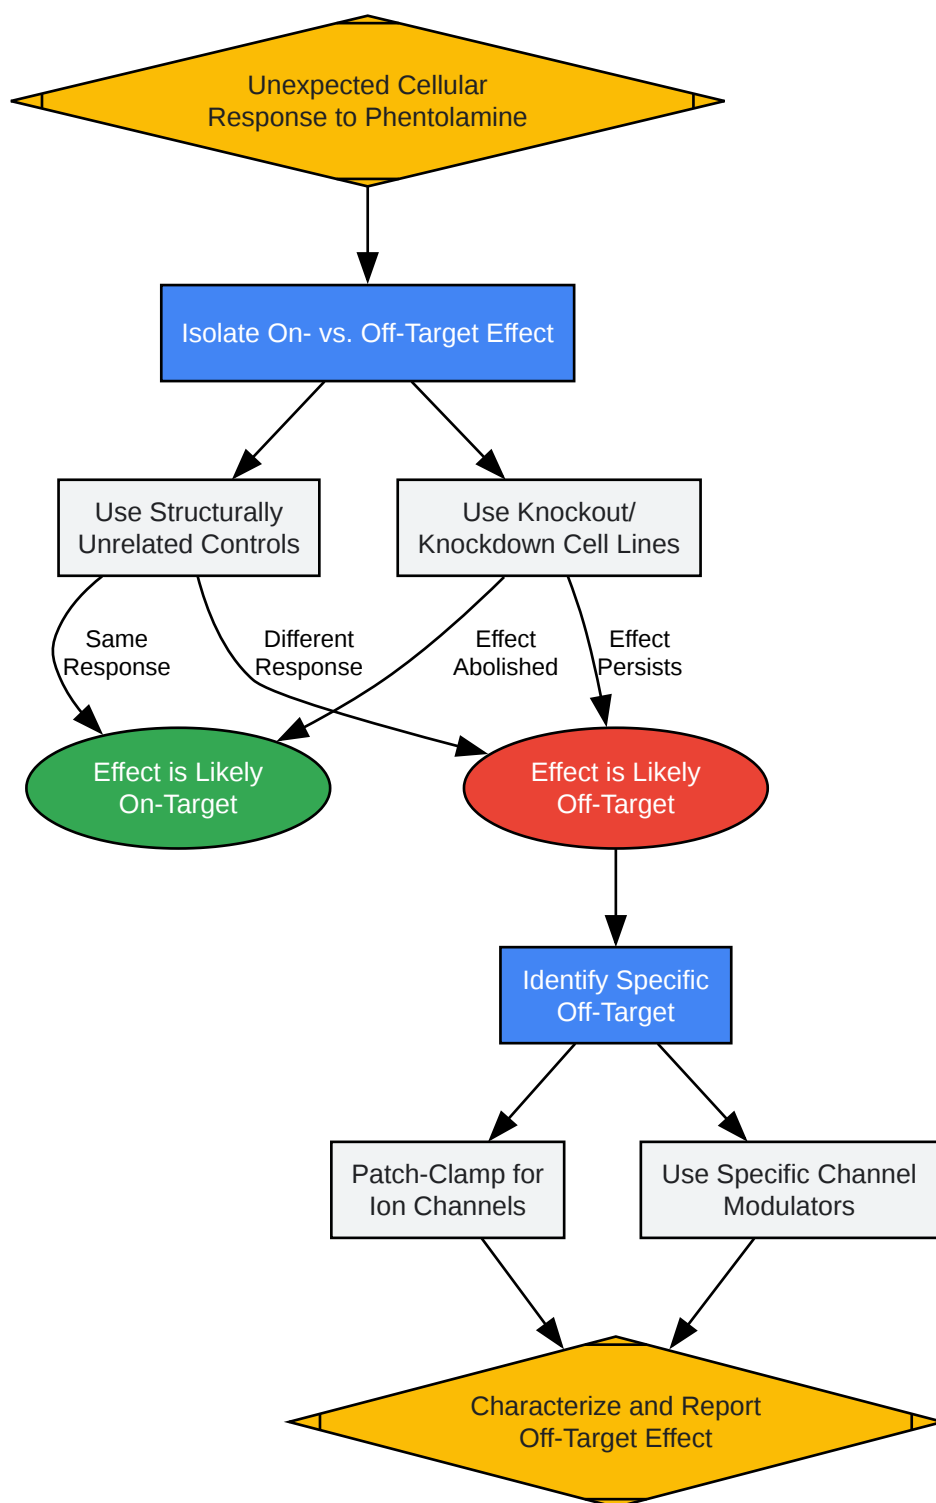 Unexpected Cellular
Response to Phentolamine
Isolate On- vs. Off-Target Effect
Use Structurally
Unrelated Controls
Use Knockout/
Knockdown Cell Lines
Same
Response
Different
Response
Effect
Abolished
Effect
Persists
Effect is Likely
On-Target
Effect is Likely
Off-Target
Identify Specific
Off-Target
Patch-Clamp for
Ion Channels
Use Specific Channel
Modulators
Characterize and Report
Off-Target Effect